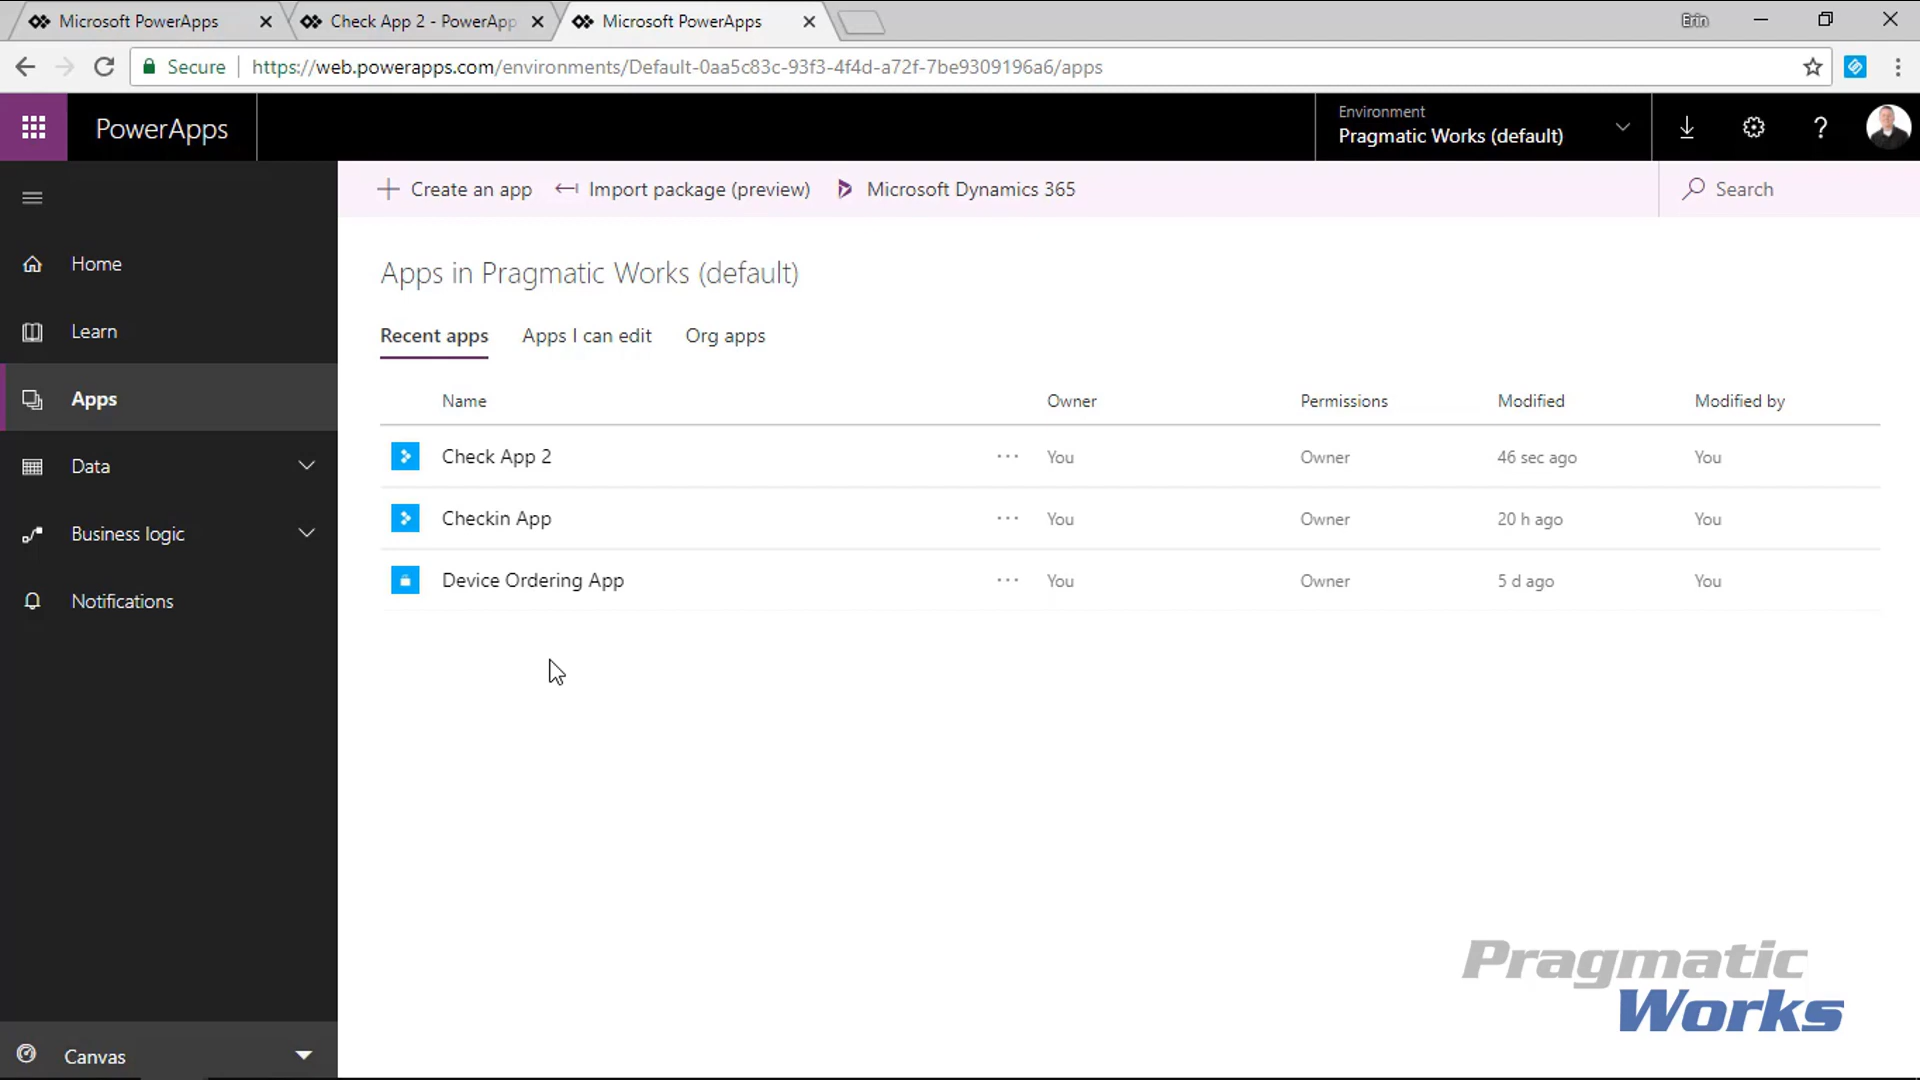 Microsoft PowerApps
Check App 2 - PowerApp
Microsoft PowerApps
Erin
Secure
https://web.powerapps.com/environments/Default-0aa5c83c-93f3-4f4d-a72f-7be9309196a6/apps
PowerApps
Environment
Pragmatic Works (default)
?
Create an app
Import package (preview)
Microsoft Dynamics 365
Search
Home
Learn
Apps
Data
Business logic
Notifications
Canvas
Apps in Pragmatic Works (default)
Recent apps Apps I can edit Org apps
Name Owner Permissions Modified Modified by
Check App 2 ... You Owner 46 sec ago You
Checkin App ... You Owner 20 h ago You
Device Ordering App ... You Owner 5 d ago You
Pragmatic
Works